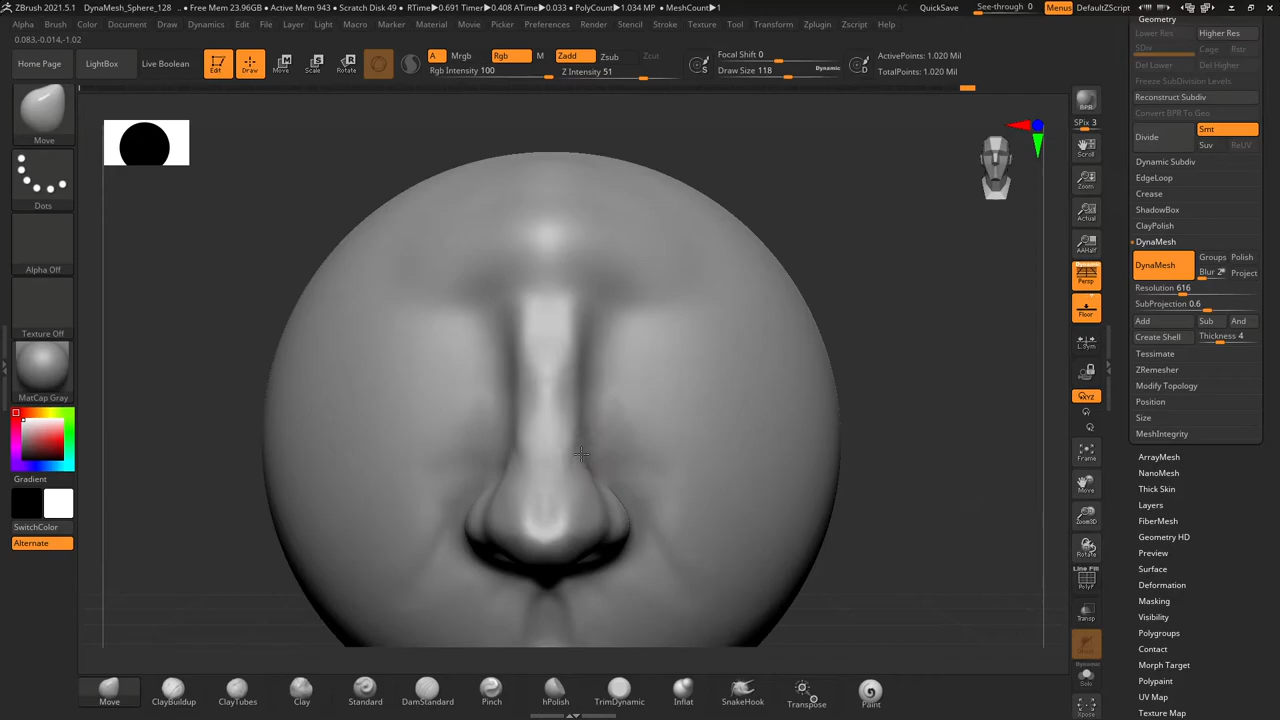 ZBrush 2021.5.1 DynaMesh_Sphere_128 .. • Free Mem 23.96GB • Active Mem 943 • Scratch Disk 49 • RTime▶0.691 Timer▶0.408 ATime▶0.033 • PolyCount▶1.034 MP • MeshCount▶1 AC QuickSave See-through 0 Menus DefaultZScript
Alpha Brush Color Document Draw Dynamics Edit File Layer Light Macro Marker Material Movie Picker Preferences Render Stencil Stroke Texture Tool Transform Zplugin Zscript Help
0.083,-0.014,-1.02
Home Page LightBox Live Boolean
Edit Draw Move Scale Rotate
A Mrgb Rgb M Zadd Zsub Zcut
Rgb Intensity 100 Z Intensity 51
Focal Shift 0
Draw Size 118 Dynamic
S D
ActivePoints: 1.020 Mil
TotalPoints: 1.020 Mil
Move
Dots
Alpha Off
Texture Off
MatCap Gray
Gradient
SwitchColor
Alternate
BPR
SPix 3
Scroll
Zoom
Actual
AAHalf
Dynamic
Persp
Floor
L.Sym
XYZ
Frame
Move
Zoom3D
Rotate
Line Fill
PolyF
Transp
Dynamic
Solo
Xpose
Geometry
Lower Res Higher Res
SDiv Cage Rstr
Del Lower Del Higher
Freeze SubDivision Levels
Reconstruct Subdiv
Convert BPR To Geo
Divide Smt
Suv ReUV
Dynamic Subdiv
EdgeLoop
Crease
ShadowBox
ClayPolish
DynaMesh
DynaMesh Groups Polish
Blur 2 Project
Resolution 616
SubProjection 0.6
Add Sub And
Create Shell Thickness 4
Tessimate
ZRemesher
Modify Topology
Position
Size
MeshIntegrity
ArrayMesh
NanoMesh
Thick Skin
Layers
FiberMesh
Geometry HD
Preview
Surface
Deformation
Masking
Visibility
Polygroups
Contact
Morph Target
Polypaint
UV Map
Texture Map
Move ClayBuildup ClayTubes Clay Standard DamStandard Pinch hPolish TrimDynamic Inflat SnakeHook Transpose Paint